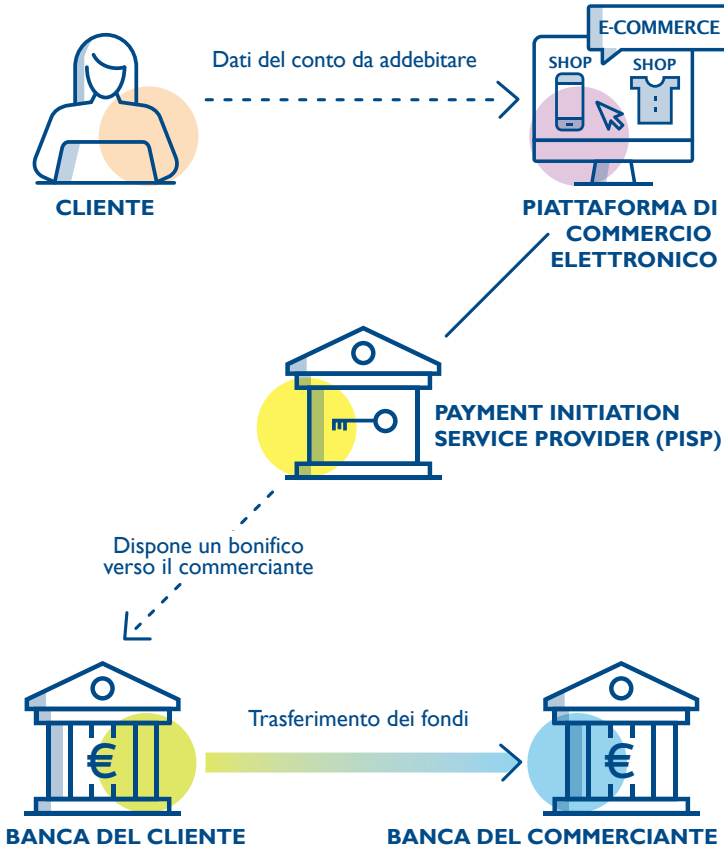 E-COMMERCE
SHOP
SHOP
Dati del conto da addebitare
CLIENTE
PIATTAFORMA DI
COMMERCIO
ELETTRONICO
PAYMENT INITIATION
SERVICE PROVIDER (PISP)
Dispone un bonifico
verso il commerciante
Trasferimento dei fondi
€
€
BANCA DEL CLIENTE
BANCA DEL COMMERCIANTE